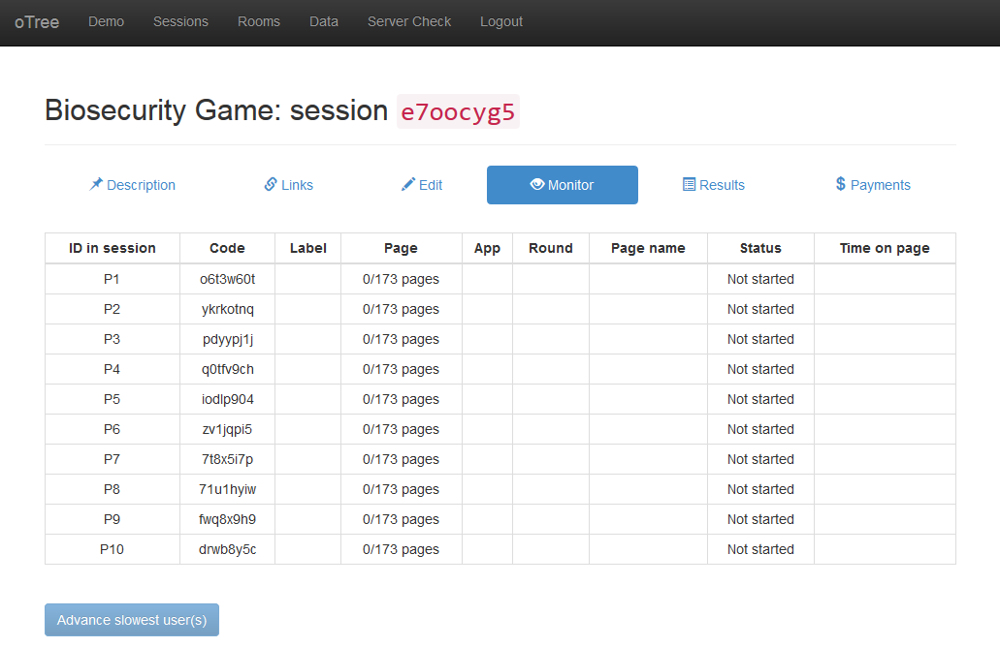 oTree Demo Sessions Rooms Data Server Check Logout
Biosecurity Game: session e7oocyg5
Description Links Edit Monitor Results $ Payments
ID in session Code Label Page App Round Page name Status Time on page
P1 o6t3w60t 0/173 pages Not started
P2 ykrkotnq 0/173 pages Not started
P3 pdyypj1j 0/173 pages Not started
P4 q0tfv9ch 0/173 pages Not started
P5 iodlp904 0/173 pages Not started
P6 zv1jqpi5 0/173 pages Not started
P7 7t8x5i7p 0/173 pages Not started
P8 71u1hyiw 0/173 pages Not started
P9 fwq8x9h9 0/173 pages Not started
P10 drwb8y5c 0/173 pages Not started
Advance slowest user(s)